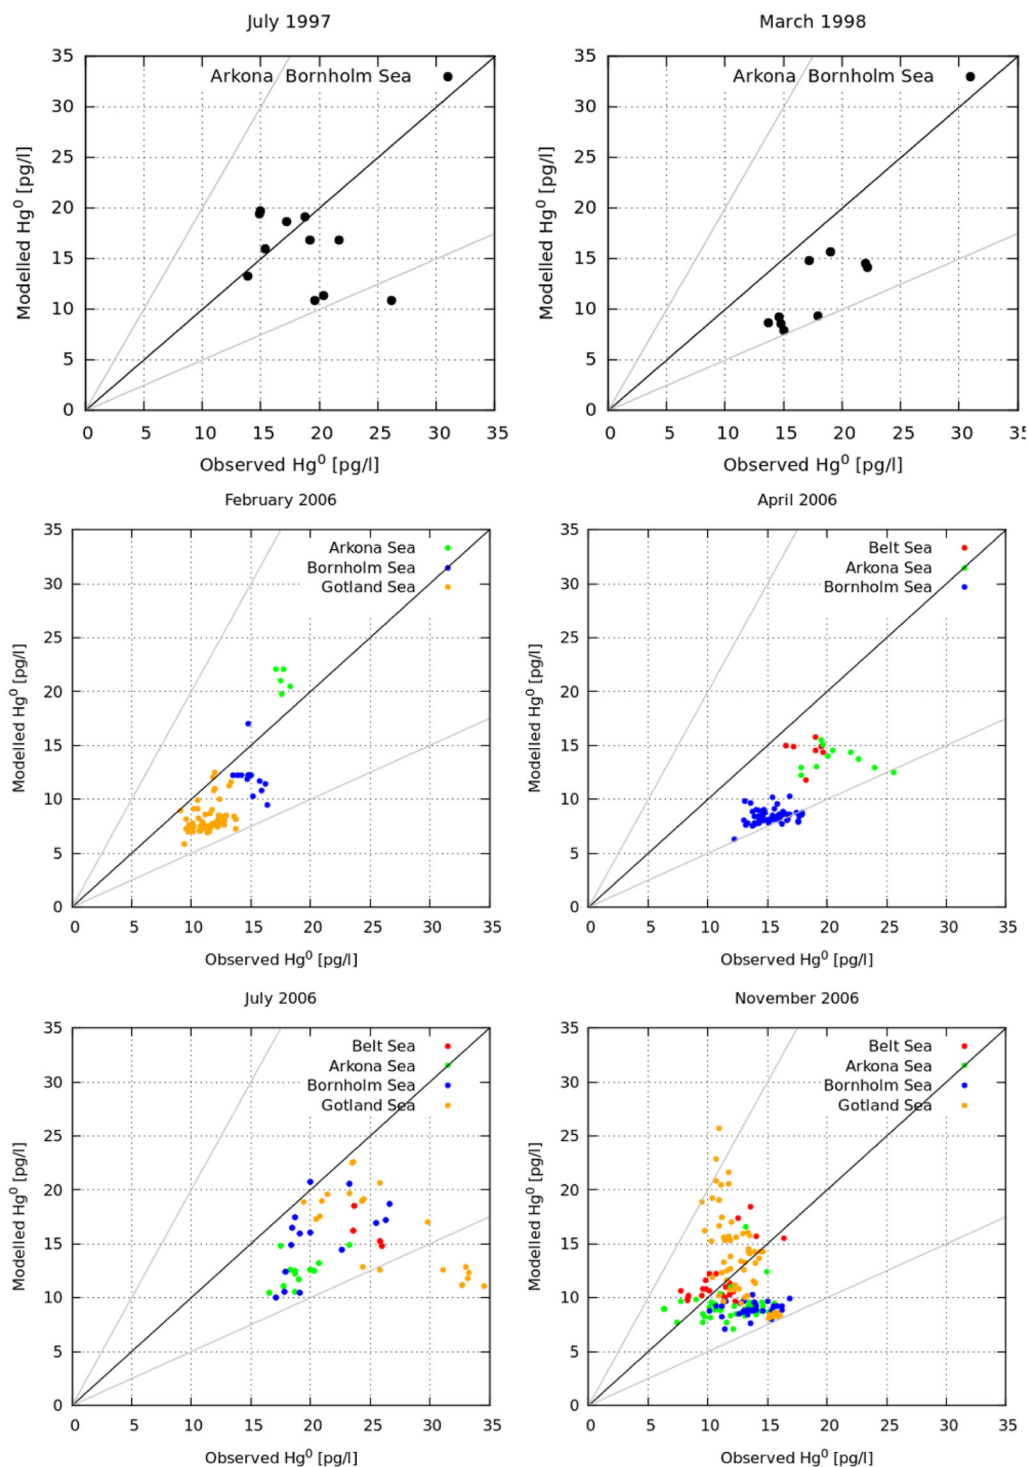 July 1997
35
Arkona Bornholm Sea
30
25
20
15
10
5
0
Modelled Hg⁰ [pg/l]
0 5 10 15 20 25 30 35
Observed Hg⁰ [pg/l]
March 1998
35
Arkona Bornholm Sea
30
25
20
15
10
5
0
Modelled Hg⁰ [pg/l]
0 5 10 15 20 25 30 35
Observed Hg⁰ [pg/l]
February 2006
35
Arkona Sea
Bornholm Sea
Gotland Sea
30
25
20
15
10
5
0
Modelled Hg⁰ [pg/l]
0 5 10 15 20 25 30 35
Observed Hg⁰ [pg/l]
April 2006
35
Belt Sea
Arkona Sea
Bornholm Sea
30
25
20
15
10
5
0
Modelled Hg⁰ [pg/l]
0 5 10 15 20 25 30 35
Observed Hg⁰ [pg/l]
July 2006
35
Belt Sea
Arkona Sea
Bornholm Sea
Gotland Sea
30
25
20
15
10
5
0
Modelled Hg⁰ [pg/l]
0 5 10 15 20 25 30 35
Observed Hg⁰ [pg/l]
November 2006
35
Belt Sea
Arkona Sea
Bornholm Sea
Gotland Sea
30
25
20
15
10
5
0
Modelled Hg⁰ [pg/l]
0 5 10 15 20 25 30 35
Observed Hg⁰ [pg/l]